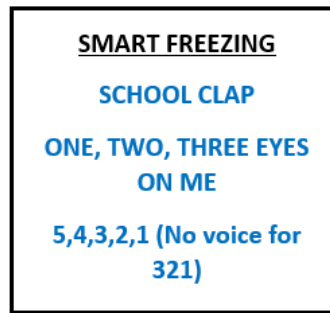 SMART FREEZING
SCHOOL CLAP
ONE, TWO, THREE EYES
ON ME
5,4,3,2,1 (No voice for
321)